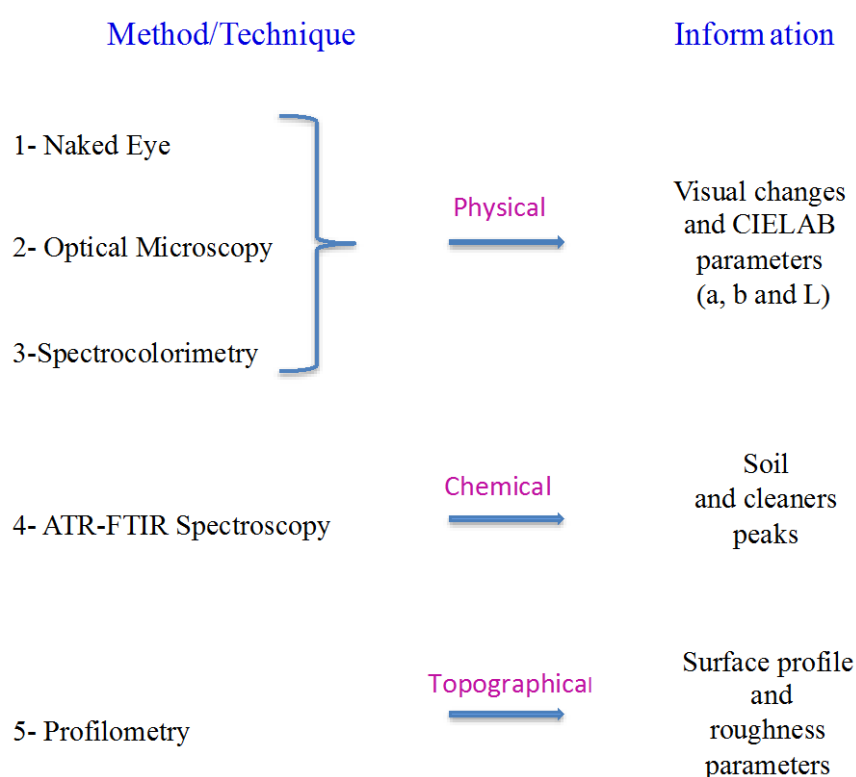 Method/Technique Information
1- Naked Eye
2- Optical Microscopy
3-Spectrocolorimetry
Physical
Visual changes
and CIELAB
parameters
(a, b and L)
4- ATR-FTIR Spectroscopy
Chemical
Soil
and cleaners
peaks
5- Profilometry
Topographical
Surface profile
and
roughness
parameters